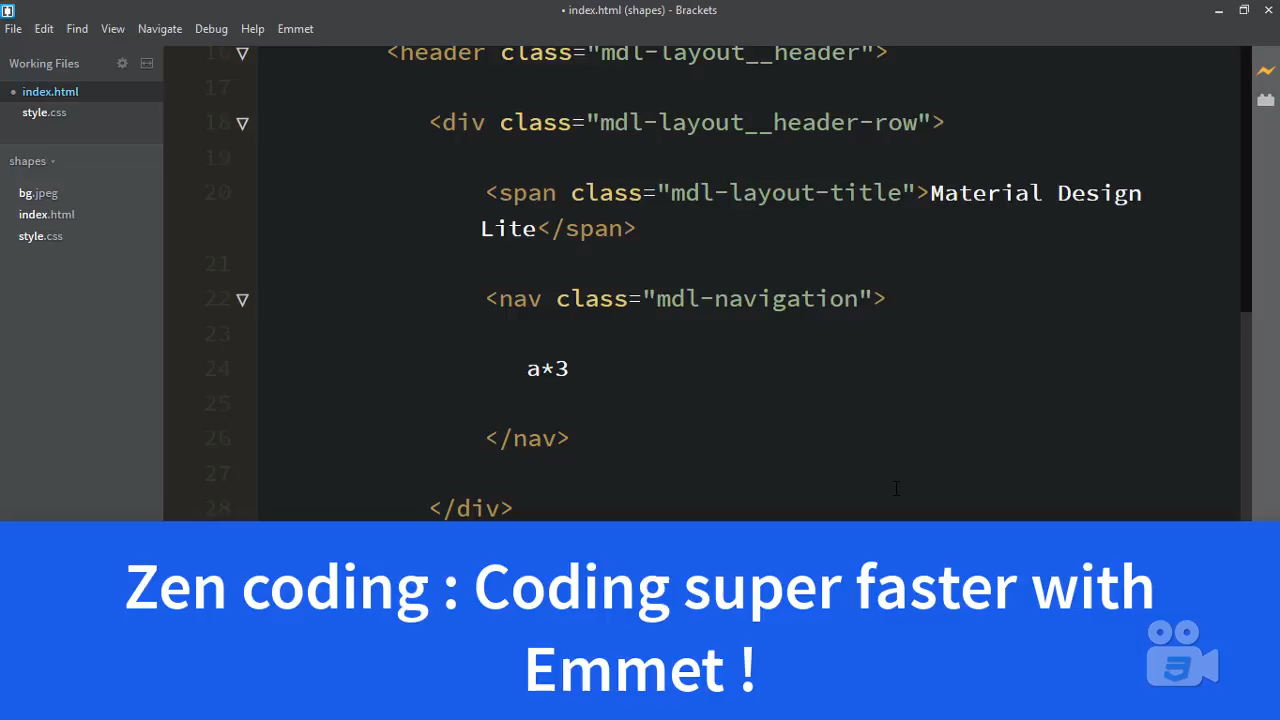 • index.html (shapes) - Brackets
File Edit Find View Navigate Debug Help Emmet
Working Files
• index.html
style.css
shapes
bg.jpeg
index.html
style.css
16 <header class="mdl-layout__header">
17
18 <div class="mdl-layout__header-row">
19
20 <span class="mdl-layout-title">Material Design
Lite</span>
21
22 <nav class="mdl-navigation">
23
24 a*3
25
26 </nav>
27
28 </div>
Zen coding : Coding super faster with
Emmet !